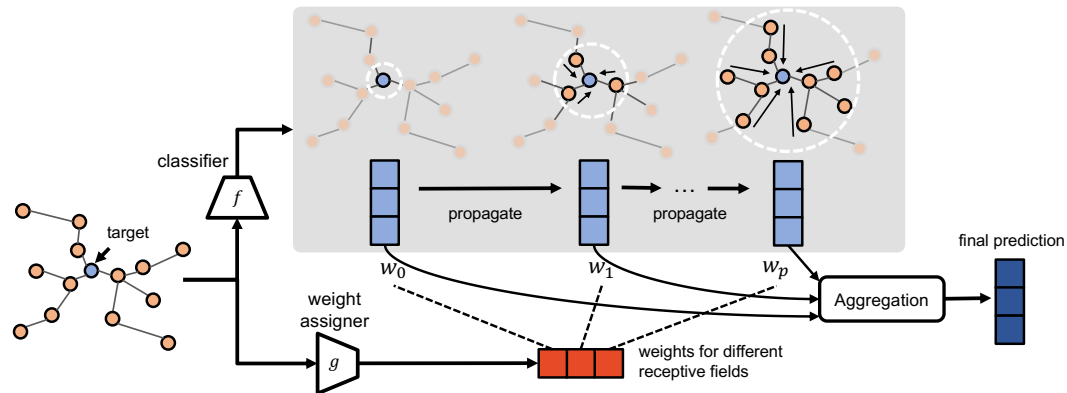 classifier
f
target
propagate
...
propagate
w0
w1
wp
final prediction
Aggregation
weight
assigner
g
weights for different
receptive fields